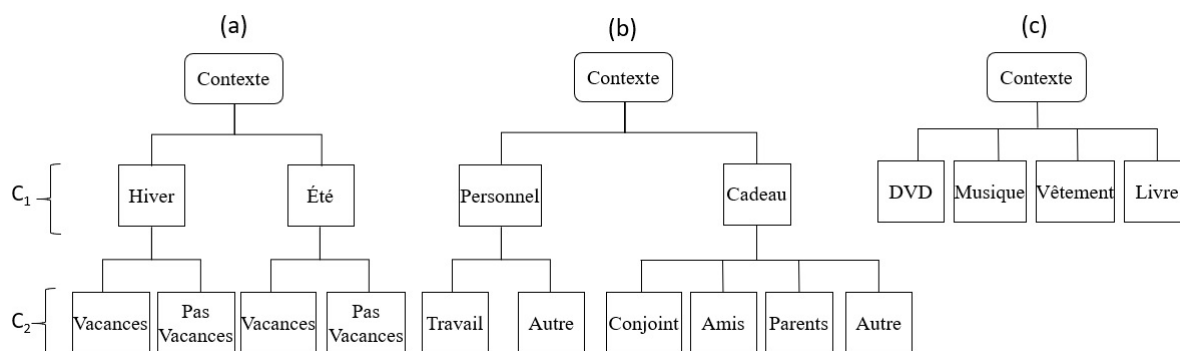 (a)
(b)
(c)
Contexte
Contexte
Contexte
C1
Hiver
Été
Personnel
Cadeau
DVD
Musique
Vêtement
Livre
C2
Vacances
Pas
Vacances
Vacances
Pas
Vacances
Travail
Autre
Conjoint
Amis
Parents
Autre